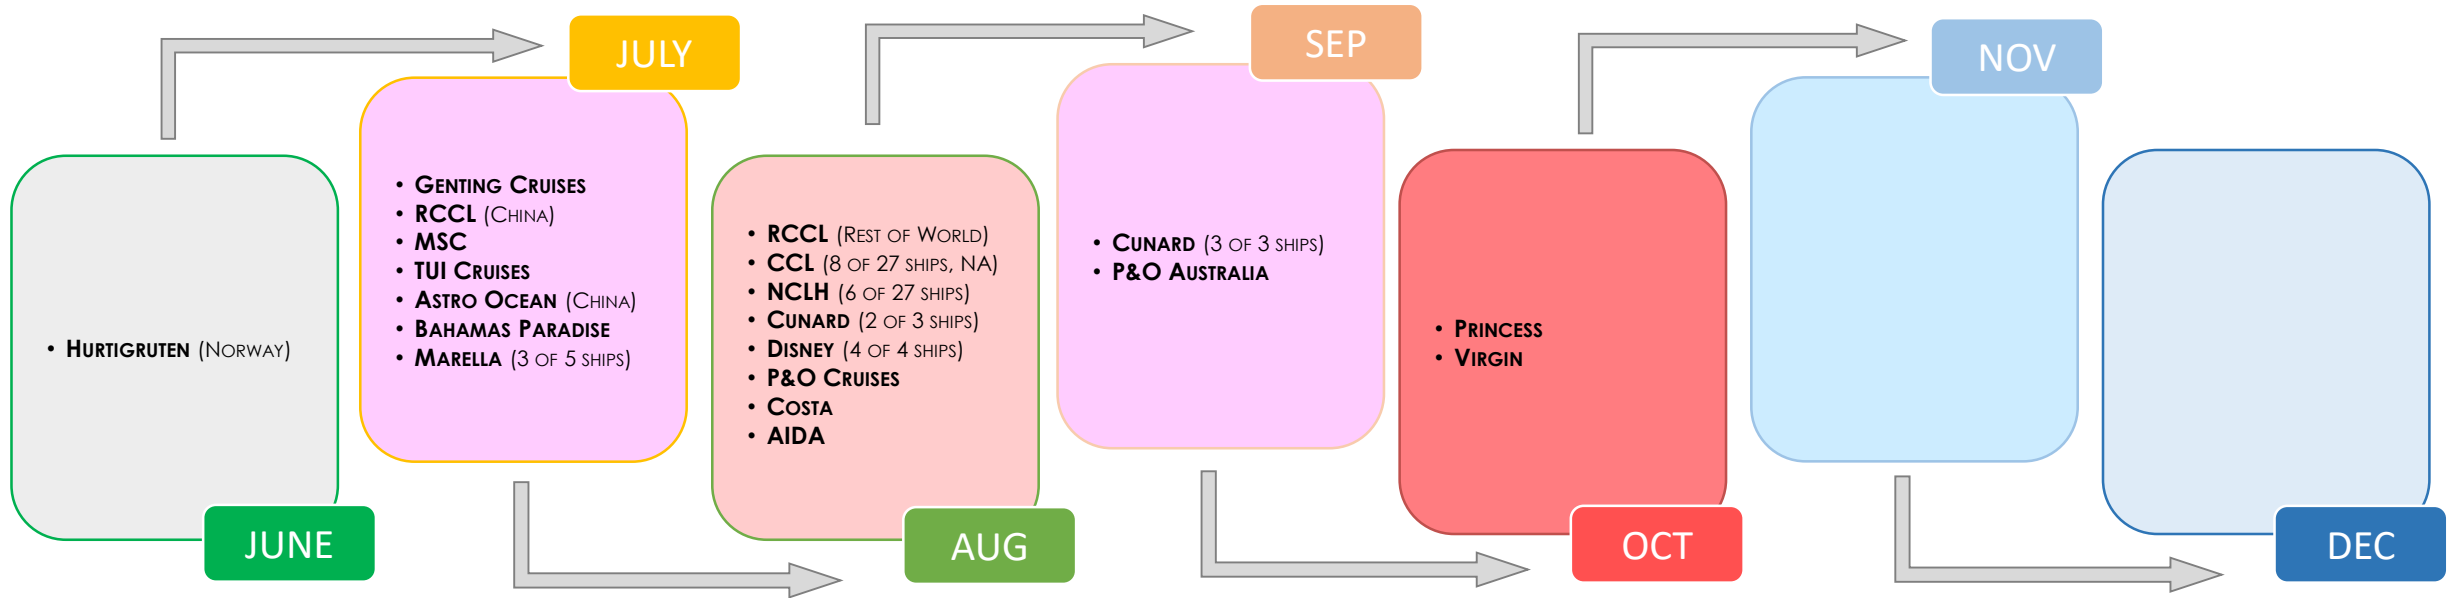 JUNE
• HURTIGRUTEN (NORWAY)
JULY
• GENTING CRUISES
• RCCL (CHINA)
• MSC
• TUI CRUISES
• ASTRO OCEAN (CHINA)
• BAHAMAS PARADISE
• MARELLA (3 OF 5 SHIPS)
AUG
• RCCL (REST OF WORLD)
• CCL (8 OF 27 SHIPS, NA)
• NCLH (6 OF 27 SHIPS)
• CUNARD (2 OF 3 SHIPS)
• DISNEY (4 OF 4 SHIPS)
• P&O CRUISES
• COSTA
• AIDA
SEP
• CUNARD (3 OF 3 SHIPS)
• P&O AUSTRALIA
OCT
• PRINCESS
• VIRGIN
NOV
DEC